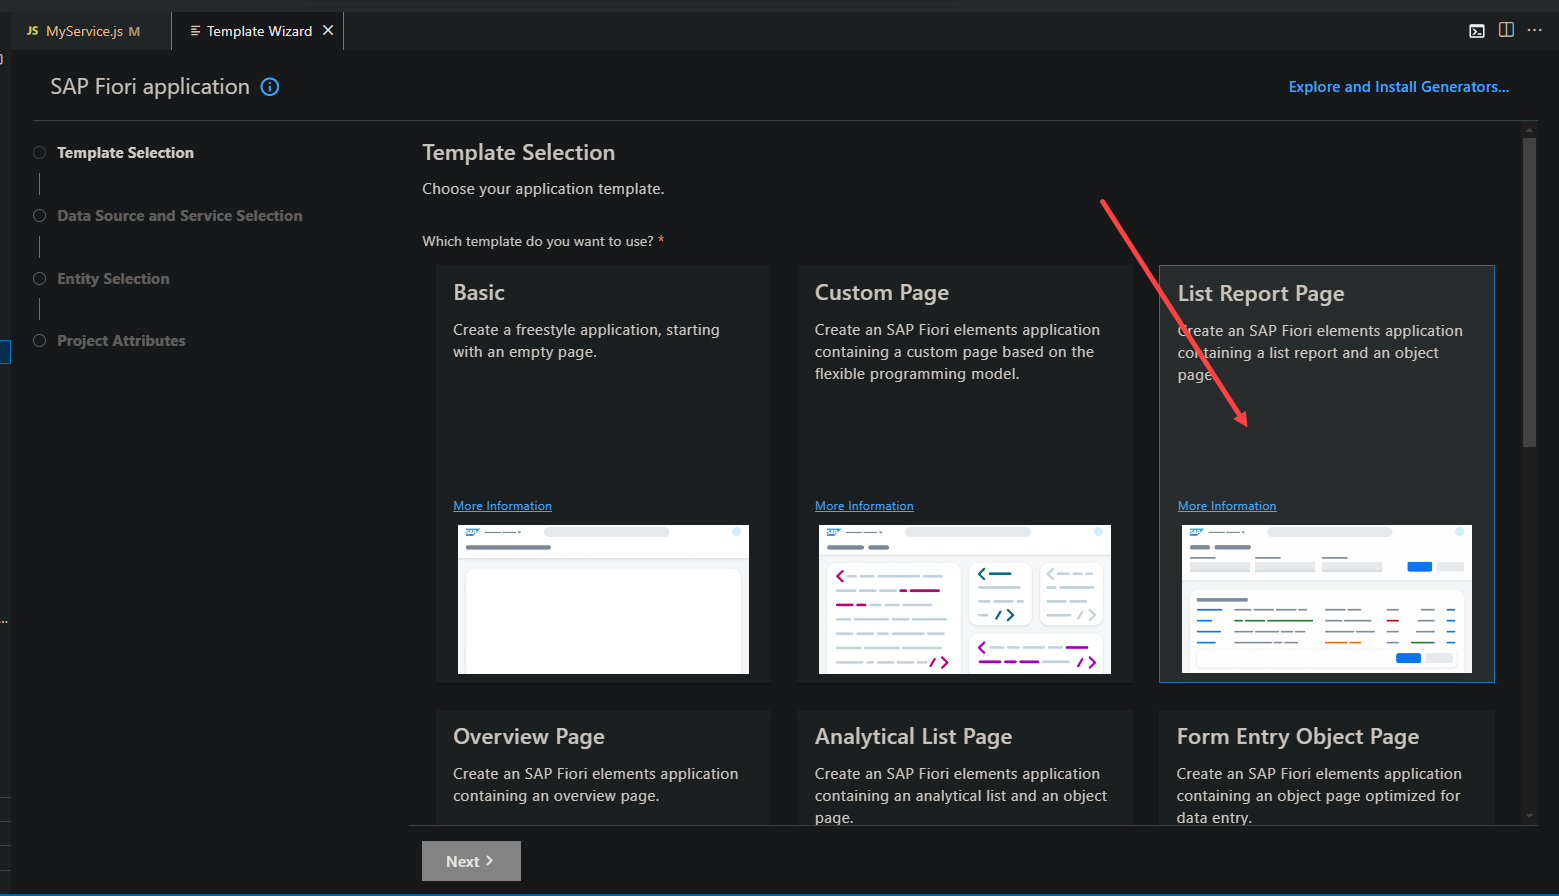 JS MyService.js M
Template Wizard
SAP Fiori application
Explore and Install Generators...
Template Selection
Data Source and Service Selection
Entity Selection
Project Attributes
Template Selection
Choose your application template.
Which template do you want to use? *
Basic
Create a freestyle application, starting
with an empty page.
More Information
SAP
Custom Page
Create an SAP Fiori elements application
containing a custom page based on the
flexible programming model.
More Information
SAP
List Report Page
Create an SAP Fiori elements application
containing a list report and an object
page.
More Information
SAP
Overview Page
Create an SAP Fiori elements application
containing an overview page.
Analytical List Page
Create an SAP Fiori elements application
containing an analytical list and an object
page.
Form Entry Object Page
Create an SAP Fiori elements application
containing an object page optimized for
data entry.
Next